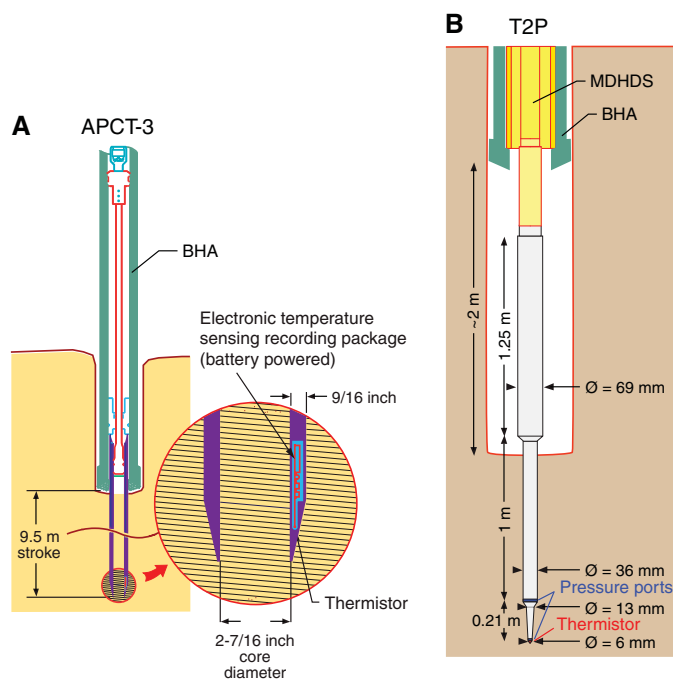 A
APCT-3
BHA
Electronic temperature
sensing recording package
(battery powered)
9/16 inch
9.5 m
stroke
Thermistor
2-7/16 inch
core
diameter
B
T2P
MDHDS
BHA
~2 m
1.25 m
Ø = 69 mm
1 m
Ø = 36 mm
Pressure ports
Ø = 13 mm
0.21 m
Thermistor
Ø = 6 mm